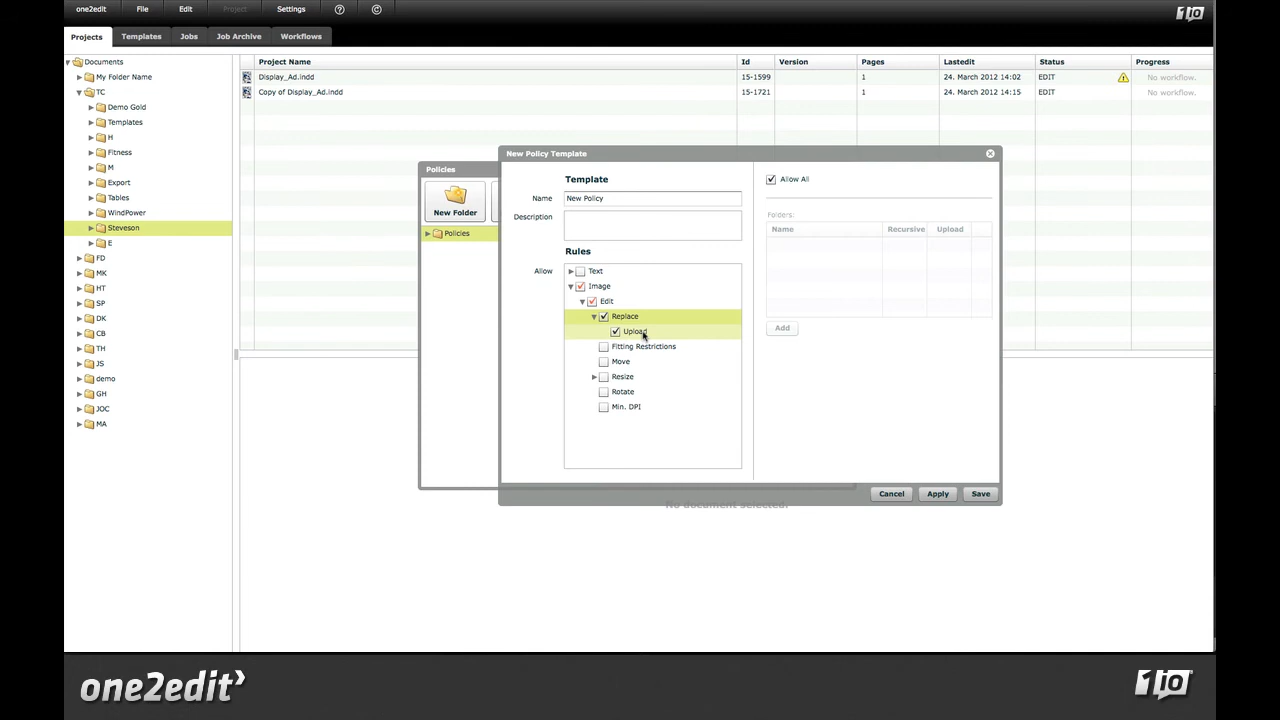 one2edit File Edit Project Settings
1io
Projects Templates Jobs Job Archive Workflows
Documents
My Folder Name
TC
Demo Gold
Templates
H
Fitness
M
Export
Tables
WindPower
Steveson
E
FD
MK
HT
SP
DK
CB
TH
JS
demo
GH
JOC
MA
Project Name Id Version Pages Lastedit Status Progress
Display_Ad.indd 15-1599 1 24. March 2012 14:02 EDIT No workflow.
Copy of Display_Ad.indd 15-1721 1 24. March 2012 14:15 EDIT No workflow.
Policies
New Folder
Policies
New Policy Template
Template
Name New Policy
Description
Rules
Allow
Text
Image
Edit
Replace
Upload
Fitting Restrictions
Move
Resize
Rotate
Min. DPI
Allow All
Folders:
Name Recursive Upload
Add
Cancel Apply Save
No document selected.
one2edit
1io